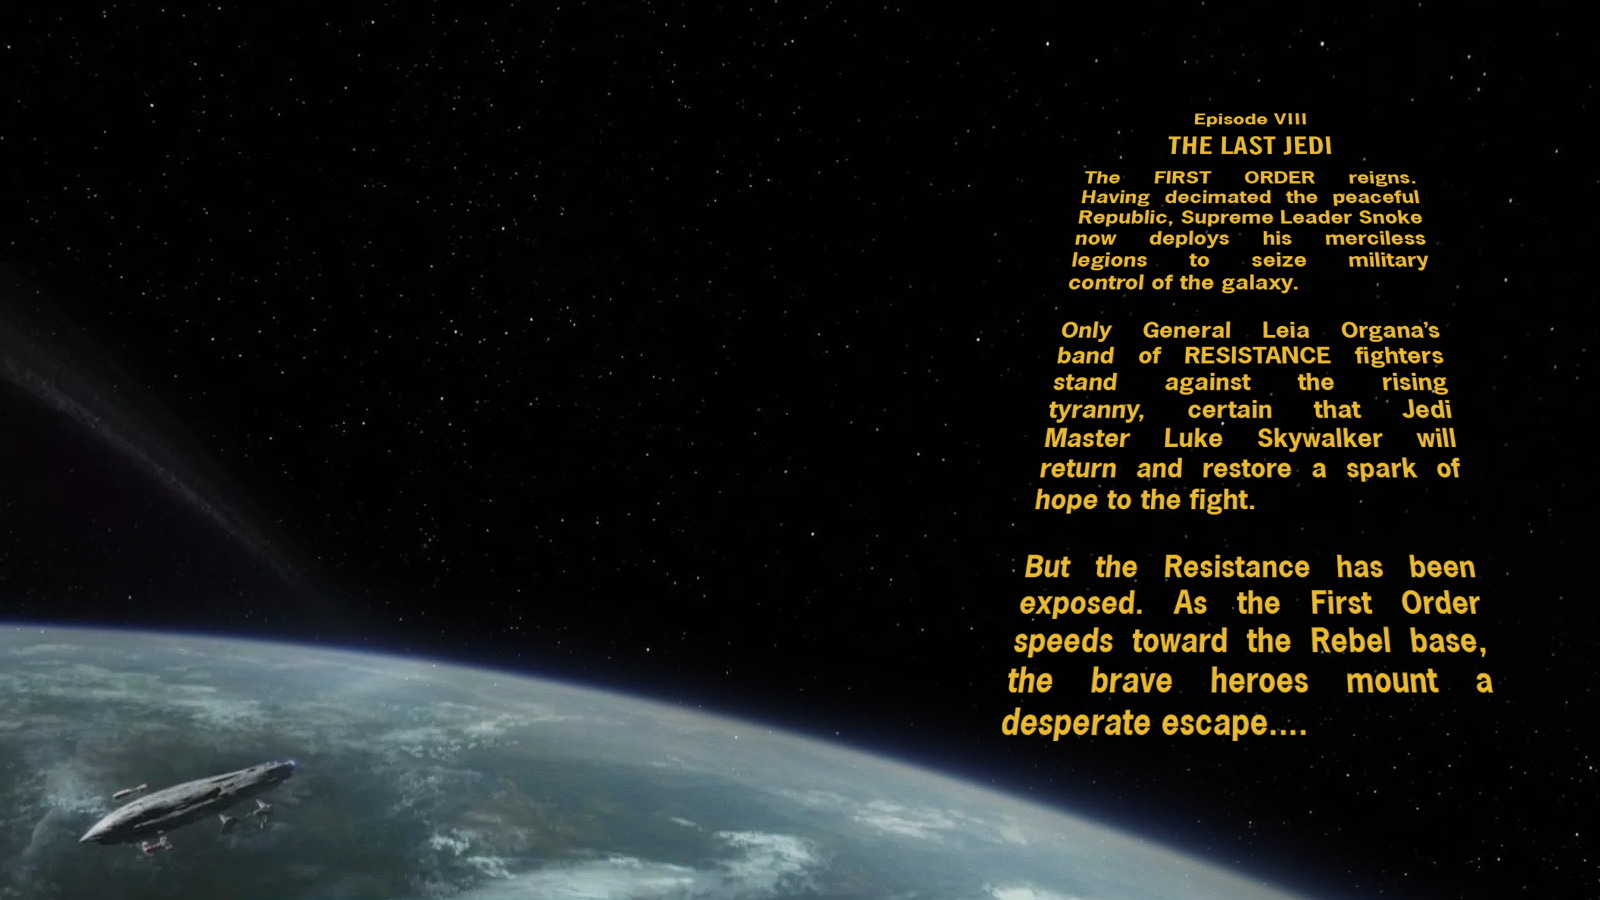 Episode VIII
THE LAST JEDI
The FIRST ORDER reigns.
Having decimated the peaceful
Republic, Supreme Leader Snoke
now deploys his merciless
legions to seize military
control of the galaxy.
Only General Leia Organa’s
band of RESISTANCE fighters
stand against the rising
tyranny, certain that Jedi
Master Luke Skywalker will
return and restore a spark of
hope to the fight.
But the Resistance has been
exposed. As the First Order
speeds toward the Rebel base,
the brave heroes mount a
desperate escape....